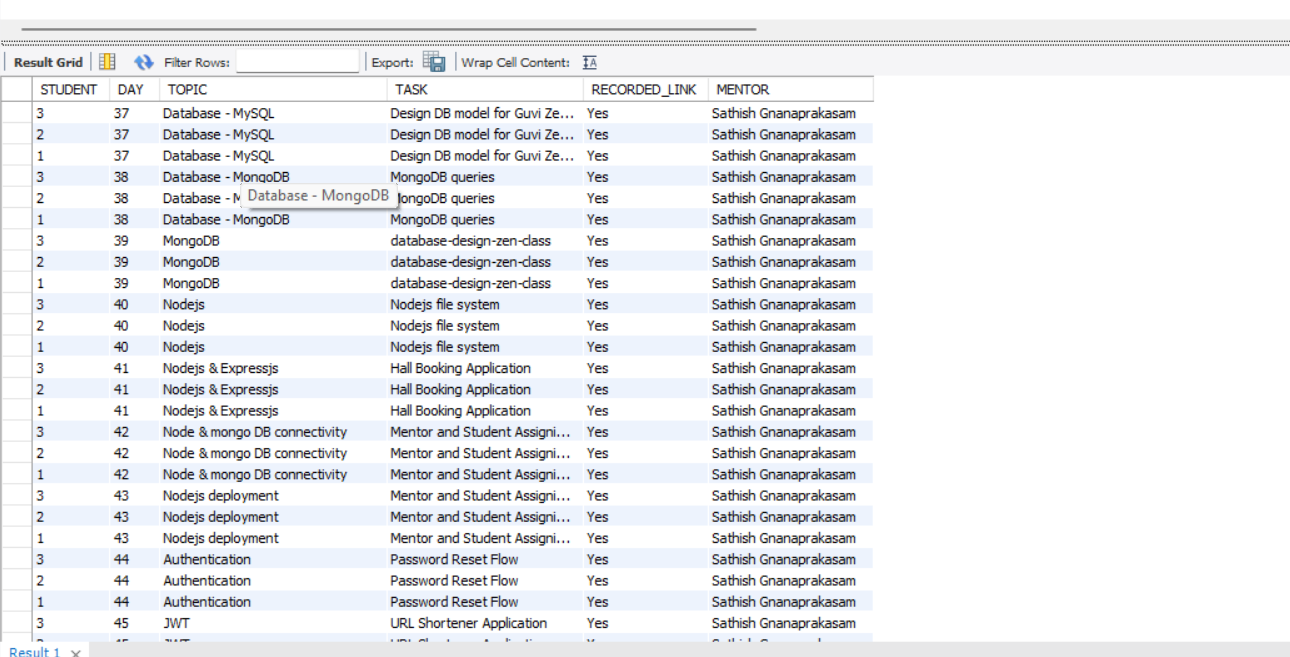 Result Grid Filter Rows: Export: Wrap Cell Content: IA
STUDENT DAY TOPIC TASK RECORDED_LINK MENTOR
3 37 Database - MySQL Design DB model for Guvi Ze... Yes Sathish Gnanaprakasam
2 37 Database - MySQL Design DB model for Guvi Ze... Yes Sathish Gnanaprakasam
1 37 Database - MySQL Design DB model for Guvi Ze... Yes Sathish Gnanaprakasam
3 38 Database - MongoDB MongoDB queries Yes Sathish Gnanaprakasam
2 38 Database - M Database - MongoDB longoDB queries Yes Sathish Gnanaprakasam
1 38 Database - MongoDB MongoDB queries Yes Sathish Gnanaprakasam
3 39 MongoDB database-design-zen-class Yes Sathish Gnanaprakasam
2 39 MongoDB database-design-zen-class Yes Sathish Gnanaprakasam
1 39 MongoDB database-design-zen-class Yes Sathish Gnanaprakasam
3 40 Nodejs Nodejs file system Yes Sathish Gnanaprakasam
2 40 Nodejs Nodejs file system Yes Sathish Gnanaprakasam
1 40 Nodejs Nodejs file system Yes Sathish Gnanaprakasam
3 41 Nodejs & Expressjs Hall Booking Application Yes Sathish Gnanaprakasam
2 41 Nodejs & Expressjs Hall Booking Application Yes Sathish Gnanaprakasam
1 41 Nodejs & Expressjs Hall Booking Application Yes Sathish Gnanaprakasam
3 42 Node & mongo DB connectivity Mentor and Student Assigni... Yes Sathish Gnanaprakasam
2 42 Node & mongo DB connectivity Mentor and Student Assigni... Yes Sathish Gnanaprakasam
1 42 Node & mongo DB connectivity Mentor and Student Assigni... Yes Sathish Gnanaprakasam
3 43 Nodejs deployment Mentor and Student Assigni... Yes Sathish Gnanaprakasam
2 43 Nodejs deployment Mentor and Student Assigni... Yes Sathish Gnanaprakasam
1 43 Nodejs deployment Mentor and Student Assigni... Yes Sathish Gnanaprakasam
3 44 Authentication Password Reset Flow Yes Sathish Gnanaprakasam
2 44 Authentication Password Reset Flow Yes Sathish Gnanaprakasam
1 44 Authentication Password Reset Flow Yes Sathish Gnanaprakasam
3 45 JWT URL Shortener Application Yes Sathish Gnanaprakasam
Result 1